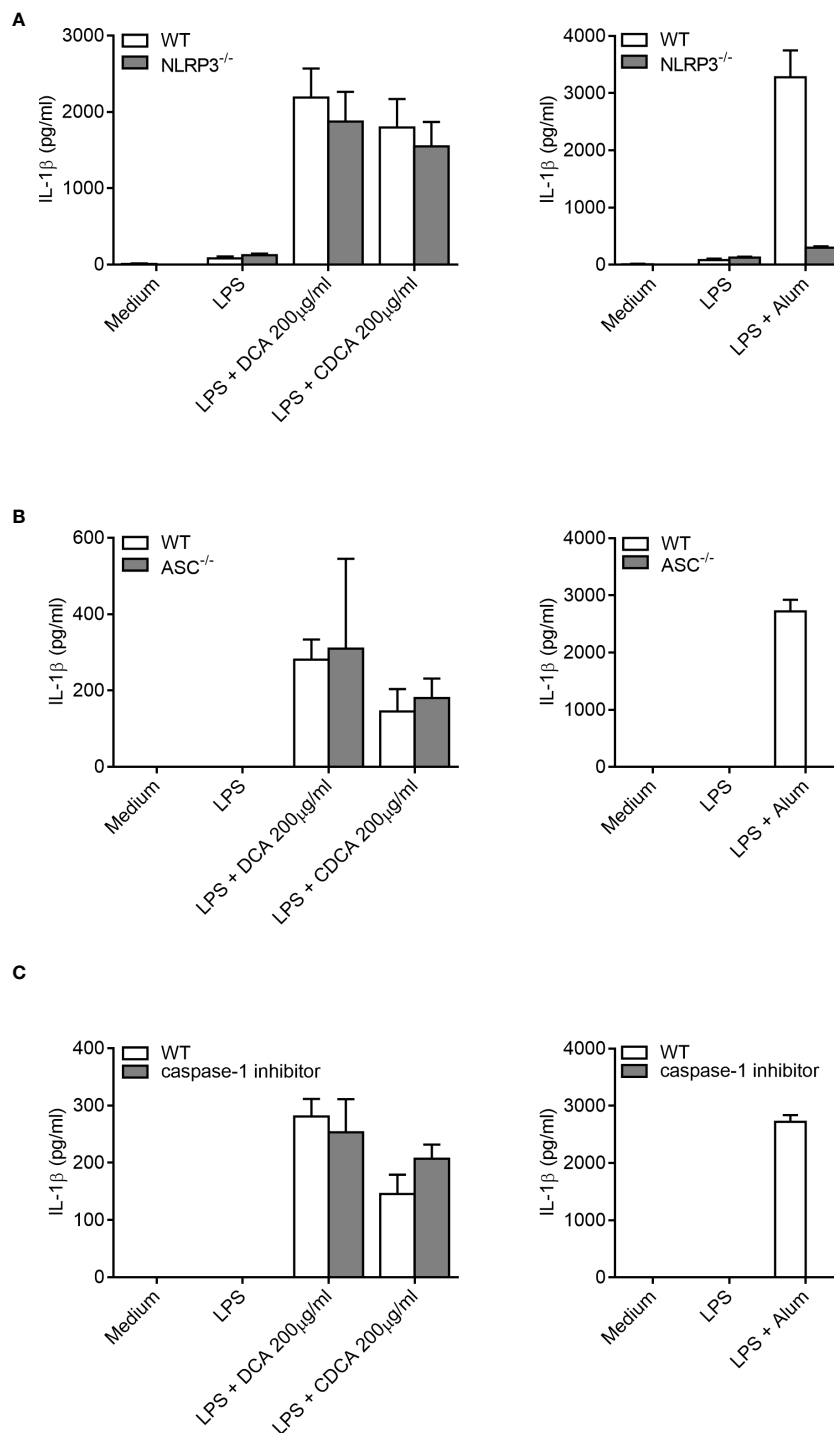 A
WT
NLRP3-/-
IL-1β (pg/ml)
3000
2000
1000
0
Medium
LPS
LPS + DCA 200μg/ml
LPS + CDCA 200μg/ml
WT
NLRP3-/-
IL-1β (pg/ml)
4000
3000
2000
1000
0
Medium
LPS
LPS + Alum
B
WT
ASC-/-
IL-1β (pg/ml)
600
400
200
0
Medium
LPS
LPS + DCA 200μg/ml
LPS + CDCA 200μg/ml
WT
ASC-/-
IL-1β (pg/ml)
4000
3000
2000
1000
0
Medium
LPS
LPS + Alum
C
WT
caspase-1 inhibitor
IL-1β (pg/ml)
400
300
200
100
0
Medium
LPS
LPS + DCA 200μg/ml
LPS + CDCA 200μg/ml
WT
caspase-1 inhibitor
IL-1β (pg/ml)
4000
3000
2000
1000
0
Medium
LPS
LPS + Alum